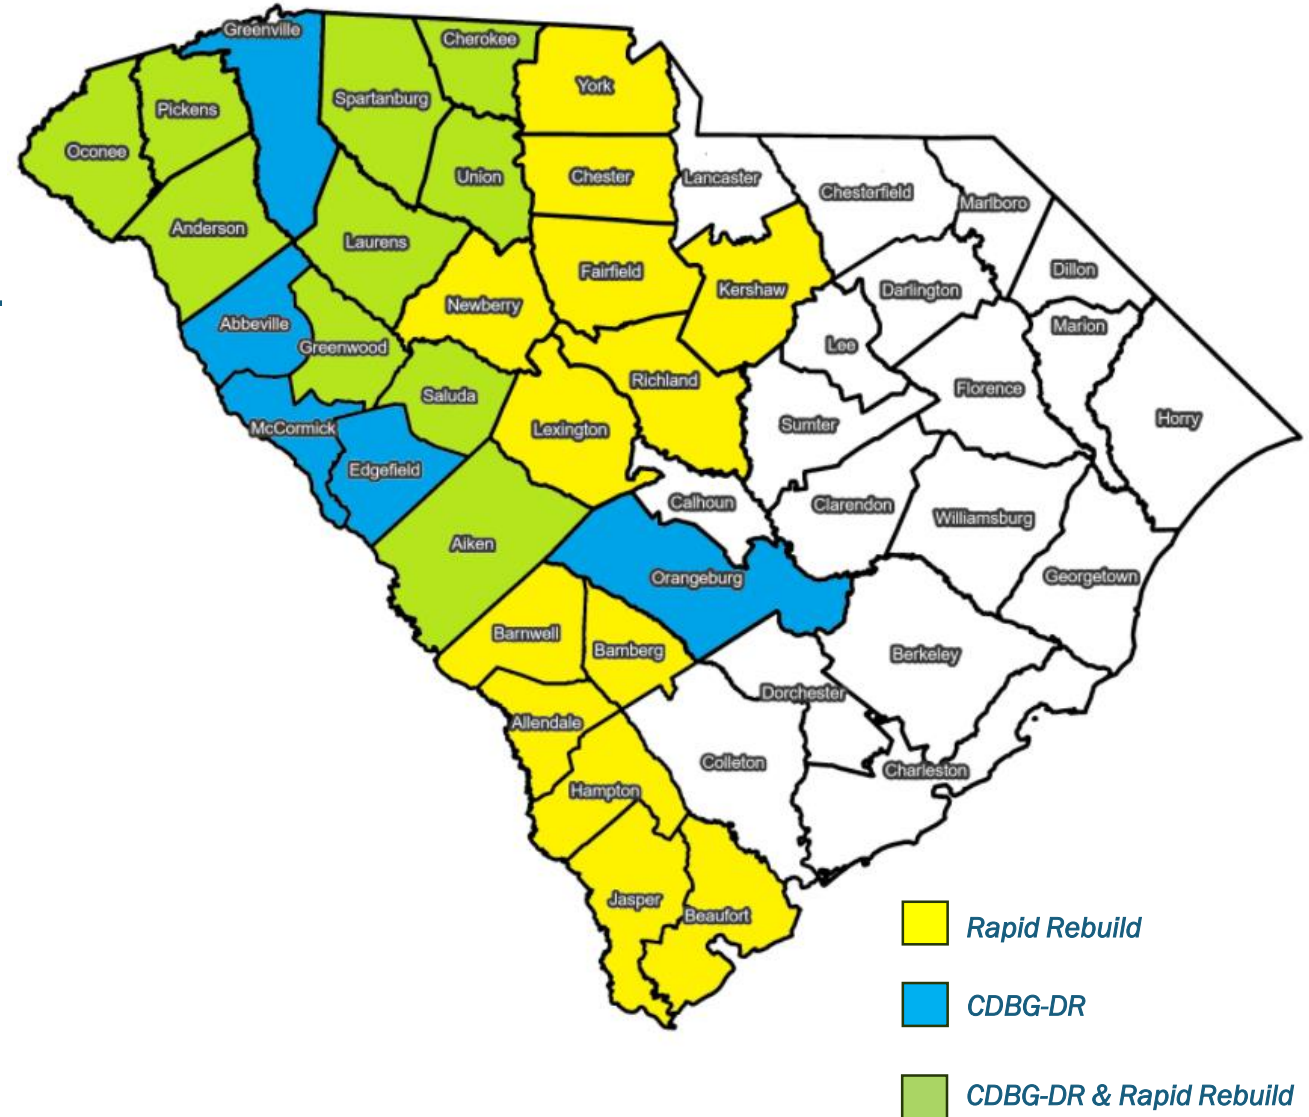 Greenville
Cherokee
York
Spartanburg
Pickens
Oconee
Union
Chester
Lancaster
Chesterfield
Marlboro
Anderson
Laurens
Fairfield
Kershaw
Dillon
Darlington
Newberry
Abbeville
Greenwood
Lee
Marion
Richland
Saluda
Florence
Horry
McCormick
Lexington
Sumter
Edgefield
Calhoun
Clarendon
Williamsburg
Aiken
Orangeburg
Georgetown
Barnwell
Bamberg
Berkeley
Dorchester
Allendale
Colleton
Charleston
Hampton
Jasper
Beaufort
Rapid Rebuild
CDBG-DR
CDBG-DR & Rapid Rebuild